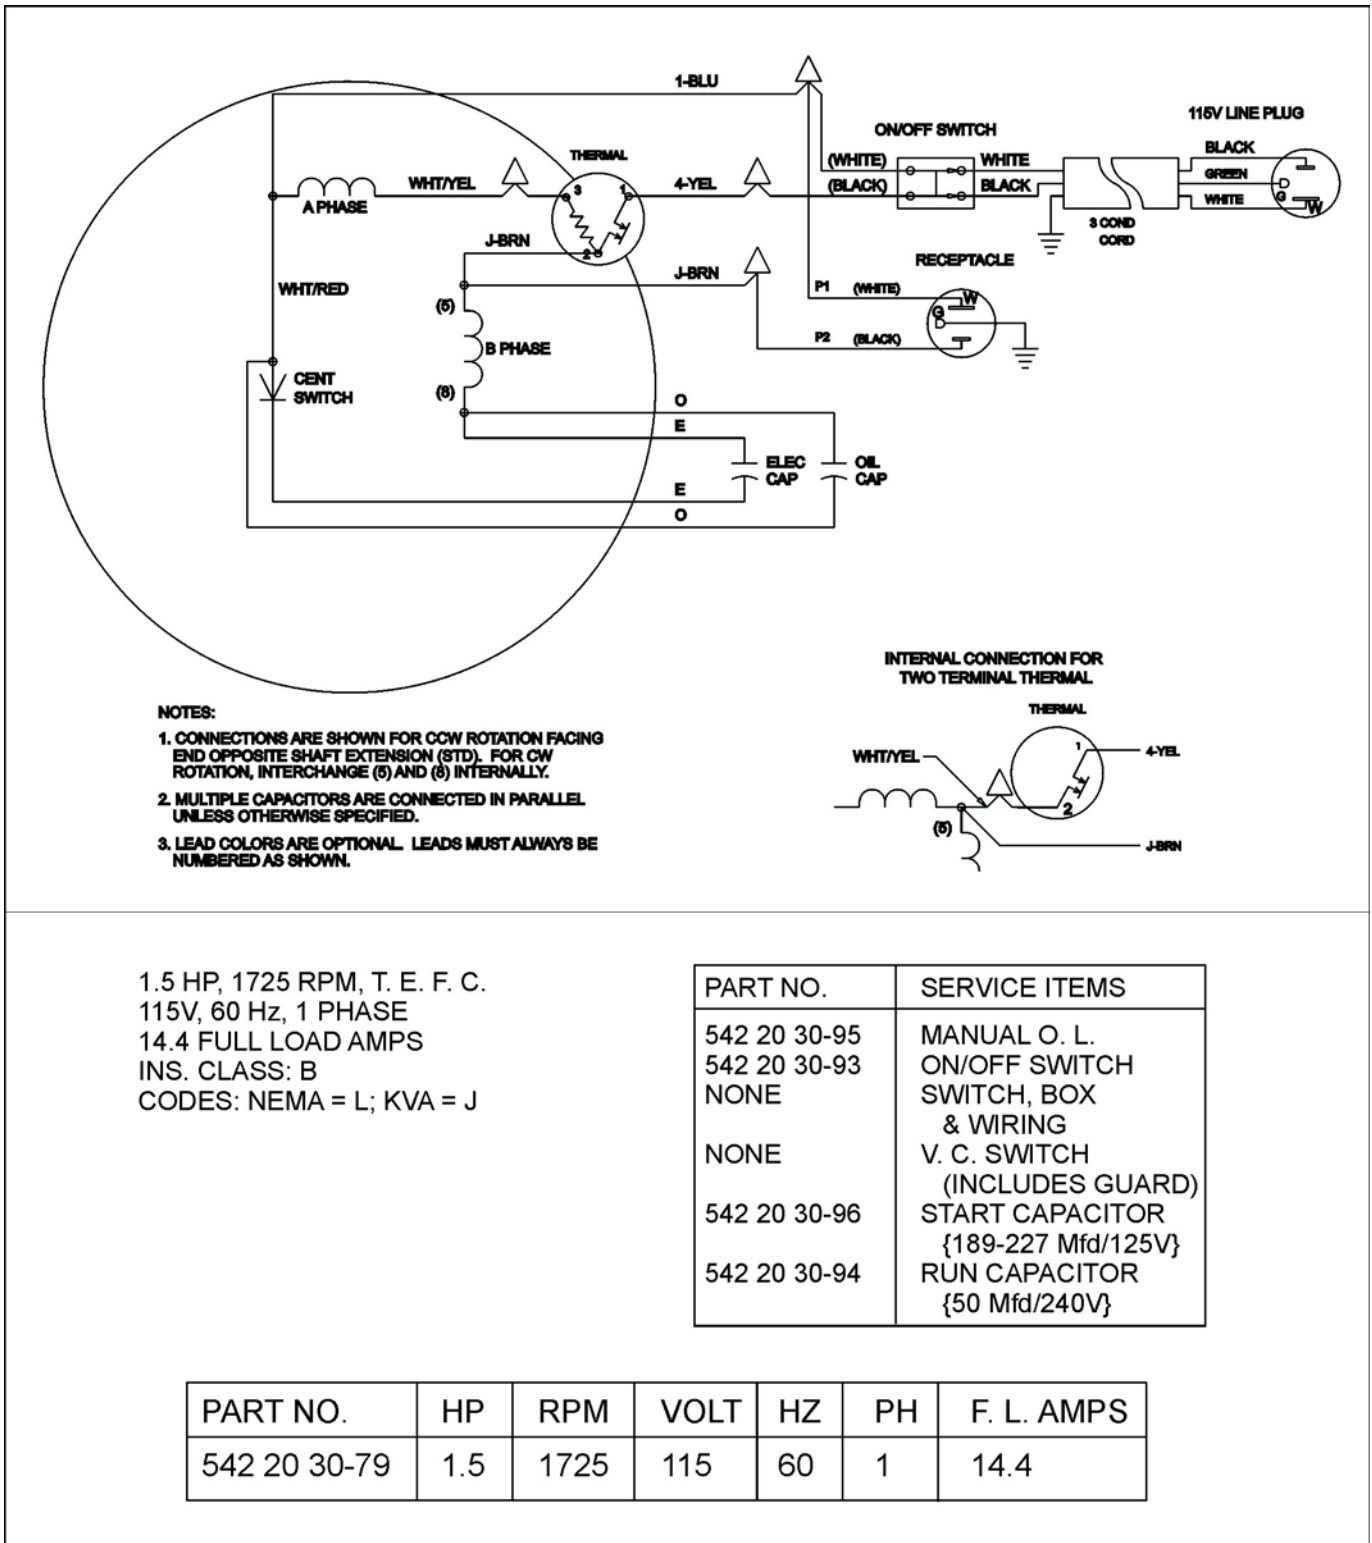 1-BLU
115V LINE PLUG
ON/OFF SWITCH
BLACK
THERMAL
(WHITE)
WHITE
GREEN
WHT/YEL
3
1
4-YEL
(BLACK)
BLACK
G
WHITE
W
A PHASE
3 COND
CORD
J-BRN
2
RECEPTACLE
J-BRN
WHT/RED
P1 (WHITE)
W
(5)
G
B PHASE
P2 (BLACK)
CENT
SWITCH
(8)
O
E
ELEC
CAP
OIL
CAP
E
O
INTERNAL CONNECTION FOR
TWO TERMINAL THERMAL
THERMAL
1
4-YEL
WHT/YEL
2
(5)
J-BRN
NOTES:
1. CONNECTIONS ARE SHOWN FOR CCW ROTATION FACING
END OPPOSITE SHAFT EXTENSION (STD). FOR CW
ROTATION, INTERCHANGE (5) AND (8) INTERNALLY.
2. MULTIPLE CAPACITORS ARE CONNECTED IN PARALLEL
UNLESS OTHERWISE SPECIFIED.
3. LEAD COLORS ARE OPTIONAL. LEADS MUST ALWAYS BE
NUMBERED AS SHOWN.
1.5 HP, 1725 RPM, T. E. F. C.
115V, 60 Hz, 1 PHASE
14.4 FULL LOAD AMPS
INS. CLASS: B
CODES: NEMA = L; KVA = J
PART NO. SERVICE ITEMS
542 20 30-95 MANUAL O. L.
542 20 30-93 ON/OFF SWITCH
NONE SWITCH, BOX
& WIRING
NONE V. C. SWITCH
(INCLUDES GUARD)
542 20 30-96 START CAPACITOR
{189-227 Mfd/125V}
542 20 30-94 RUN CAPACITOR
{50 Mfd/240V}
PART NO. HP RPM VOLT HZ PH F. L. AMPS
542 20 30-79 1.5 1725 115 60 1 14.4